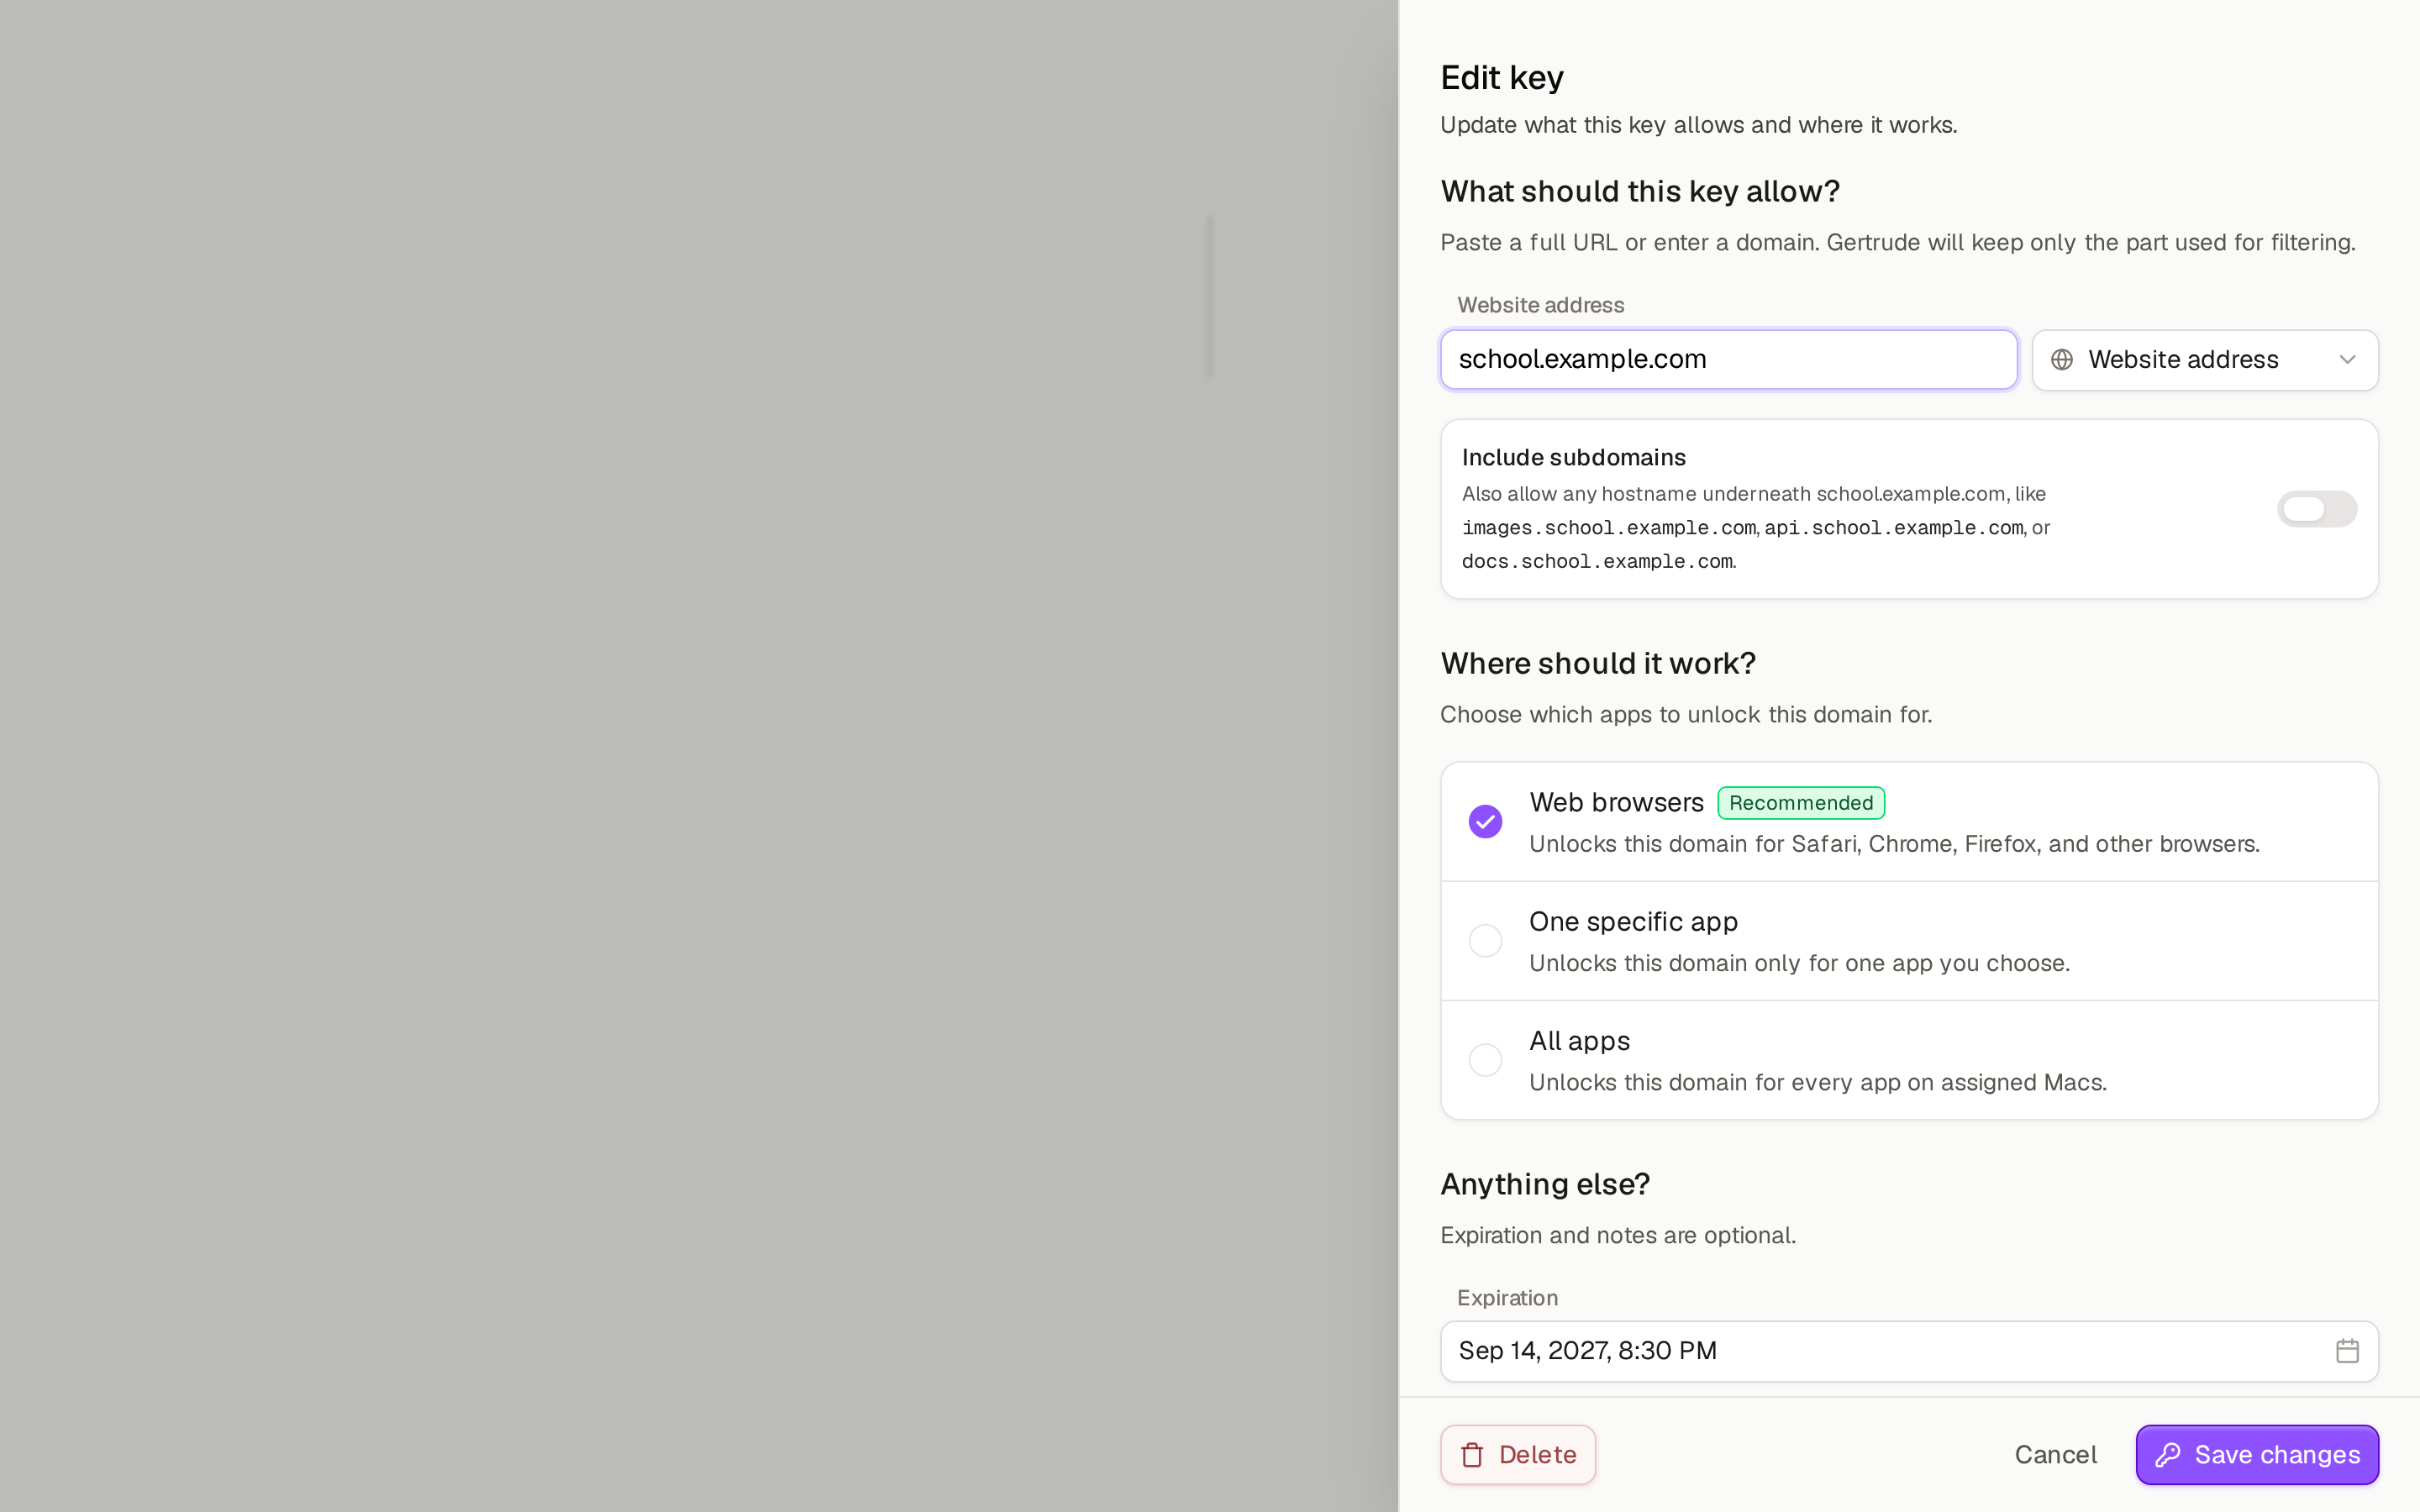 Edit key
Update what this key allows and where it works.
What should this key allow?
Paste a full URL or enter a domain. Gertrude will keep only the part used for filtering.
Website address
school.example.com
Website address
Include subdomains
Also allow any hostname underneath school.example.com, like
images.school.example.com, api.school.example.com, or
docs.school.example.com.
Where should it work?
Choose which apps to unlock this domain for.
Web browsers Recommended
Unlocks this domain for Safari, Chrome, Firefox, and other browsers.
One specific app
Unlocks this domain only for one app you choose.
All apps
Unlocks this domain for every app on assigned Macs.
Anything else?
Expiration and notes are optional.
Expiration
Sep 14, 2027, 8:30 PM
Delete
Cancel
Save changes